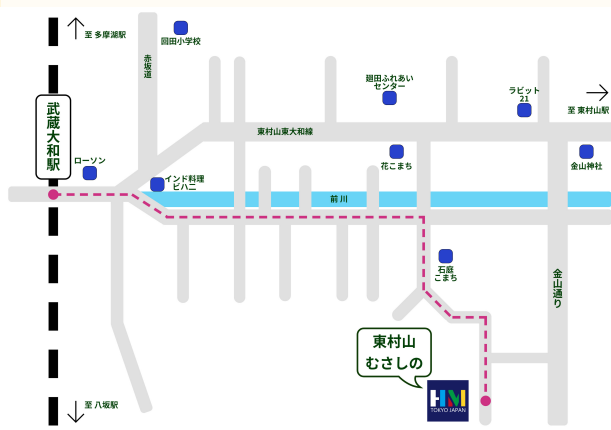 至 多摩湖駅
赤坂道
回田小学校
廻田ふれあい
センター
ラビット
21
至 東村山駅
武蔵大和駅
東村山東大和線
ローソン
花こまち
金山神社
インド料理
ビハニ
前川
石庭
こまち
金山通り
東村山
むさしの
HM
TOKYO JAPAN
至 八坂駅